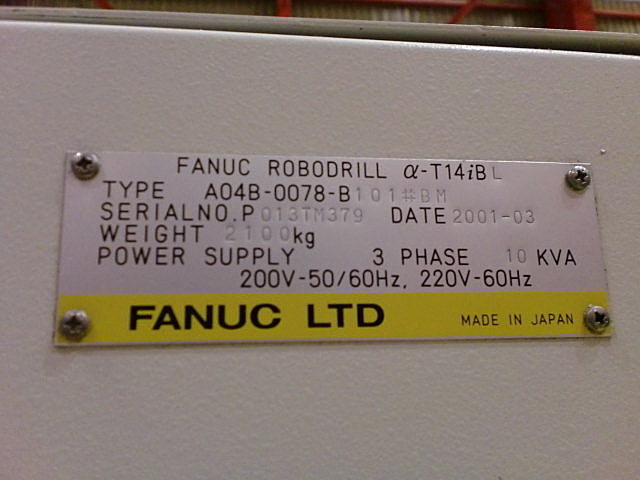 FANUC ROBODRILL α-T14iBL
TYPE A04B-0078-B101#BM
SERIALNO.P013TM379 DATE 2001-03
WEIGHT 2100kg
POWER SUPPLY 3 PHASE 10 KVA
200V-50/60Hz, 220V-60Hz
FANUC LTD MADE IN JAPAN